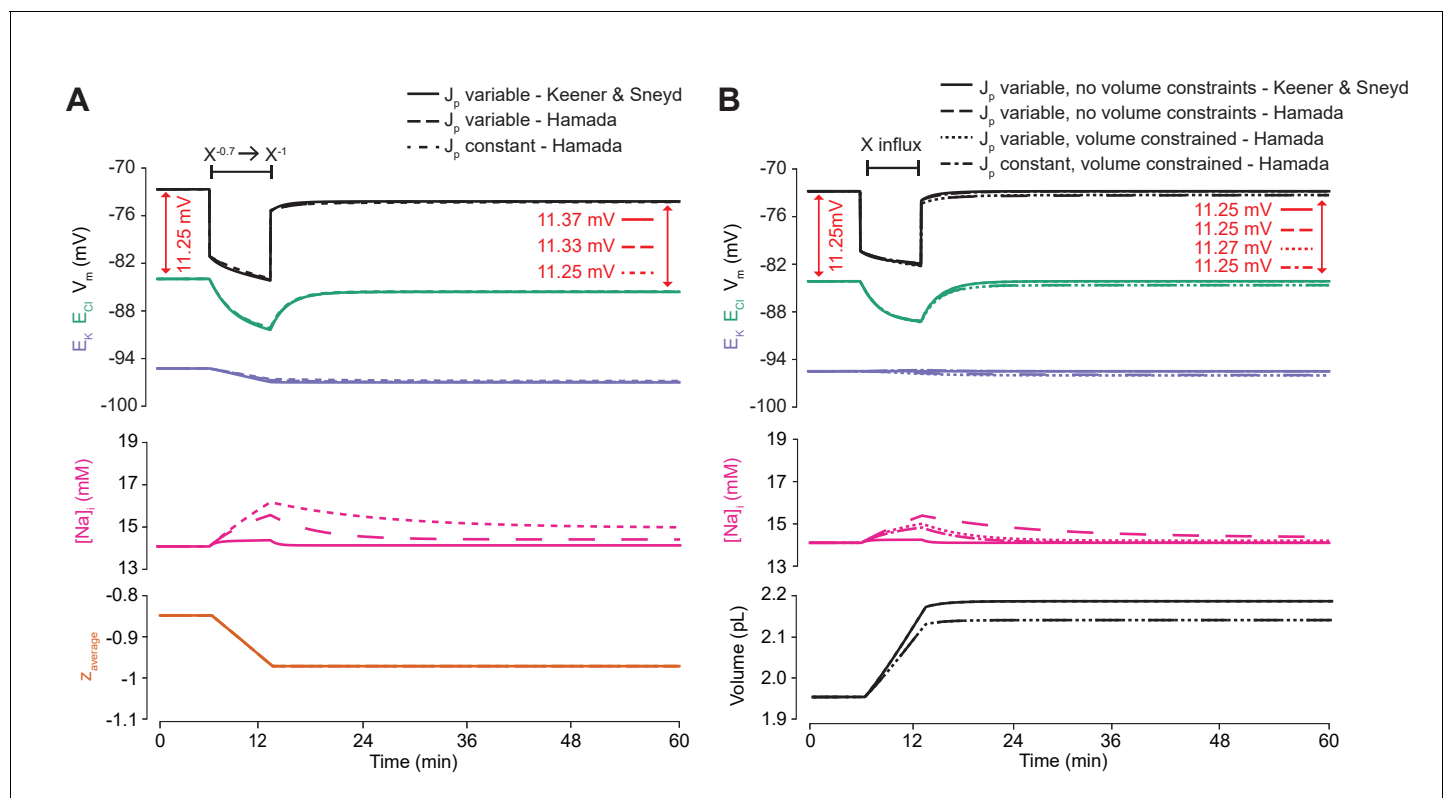 A
J_p variable - Keener & Sneyd
J_p variable - Hamada
J_p constant - Hamada
X^-0.7 → X^-1
-70
-76
-82
-88
-94
-100
E_K E_Cl V_m (mV)
11.25 mV
11.37 mV
11.33 mV
11.25 mV
19
17
15
13
[Na]_i (mM)
-0.8
-0.9
-1
-1.1
z_average
0
12
24
36
48
60
Time (min)
B
J_p variable, no volume constraints - Keener & Sneyd
J_p variable, no volume constraints - Hamada
J_p variable, volume constrained - Hamada
J_p constant, volume constrained - Hamada
X influx
-70
-76
-82
-88
-94
-100
E_K E_Cl V_m (mV)
11.25mV
11.25 mV
11.25 mV
11.27 mV
11.25 mV
19
17
15
13
[Na]_i (mM)
2.2
2.1
2.0
1.9
Volume (pL)
0
12
24
36
48
60
Time (min)